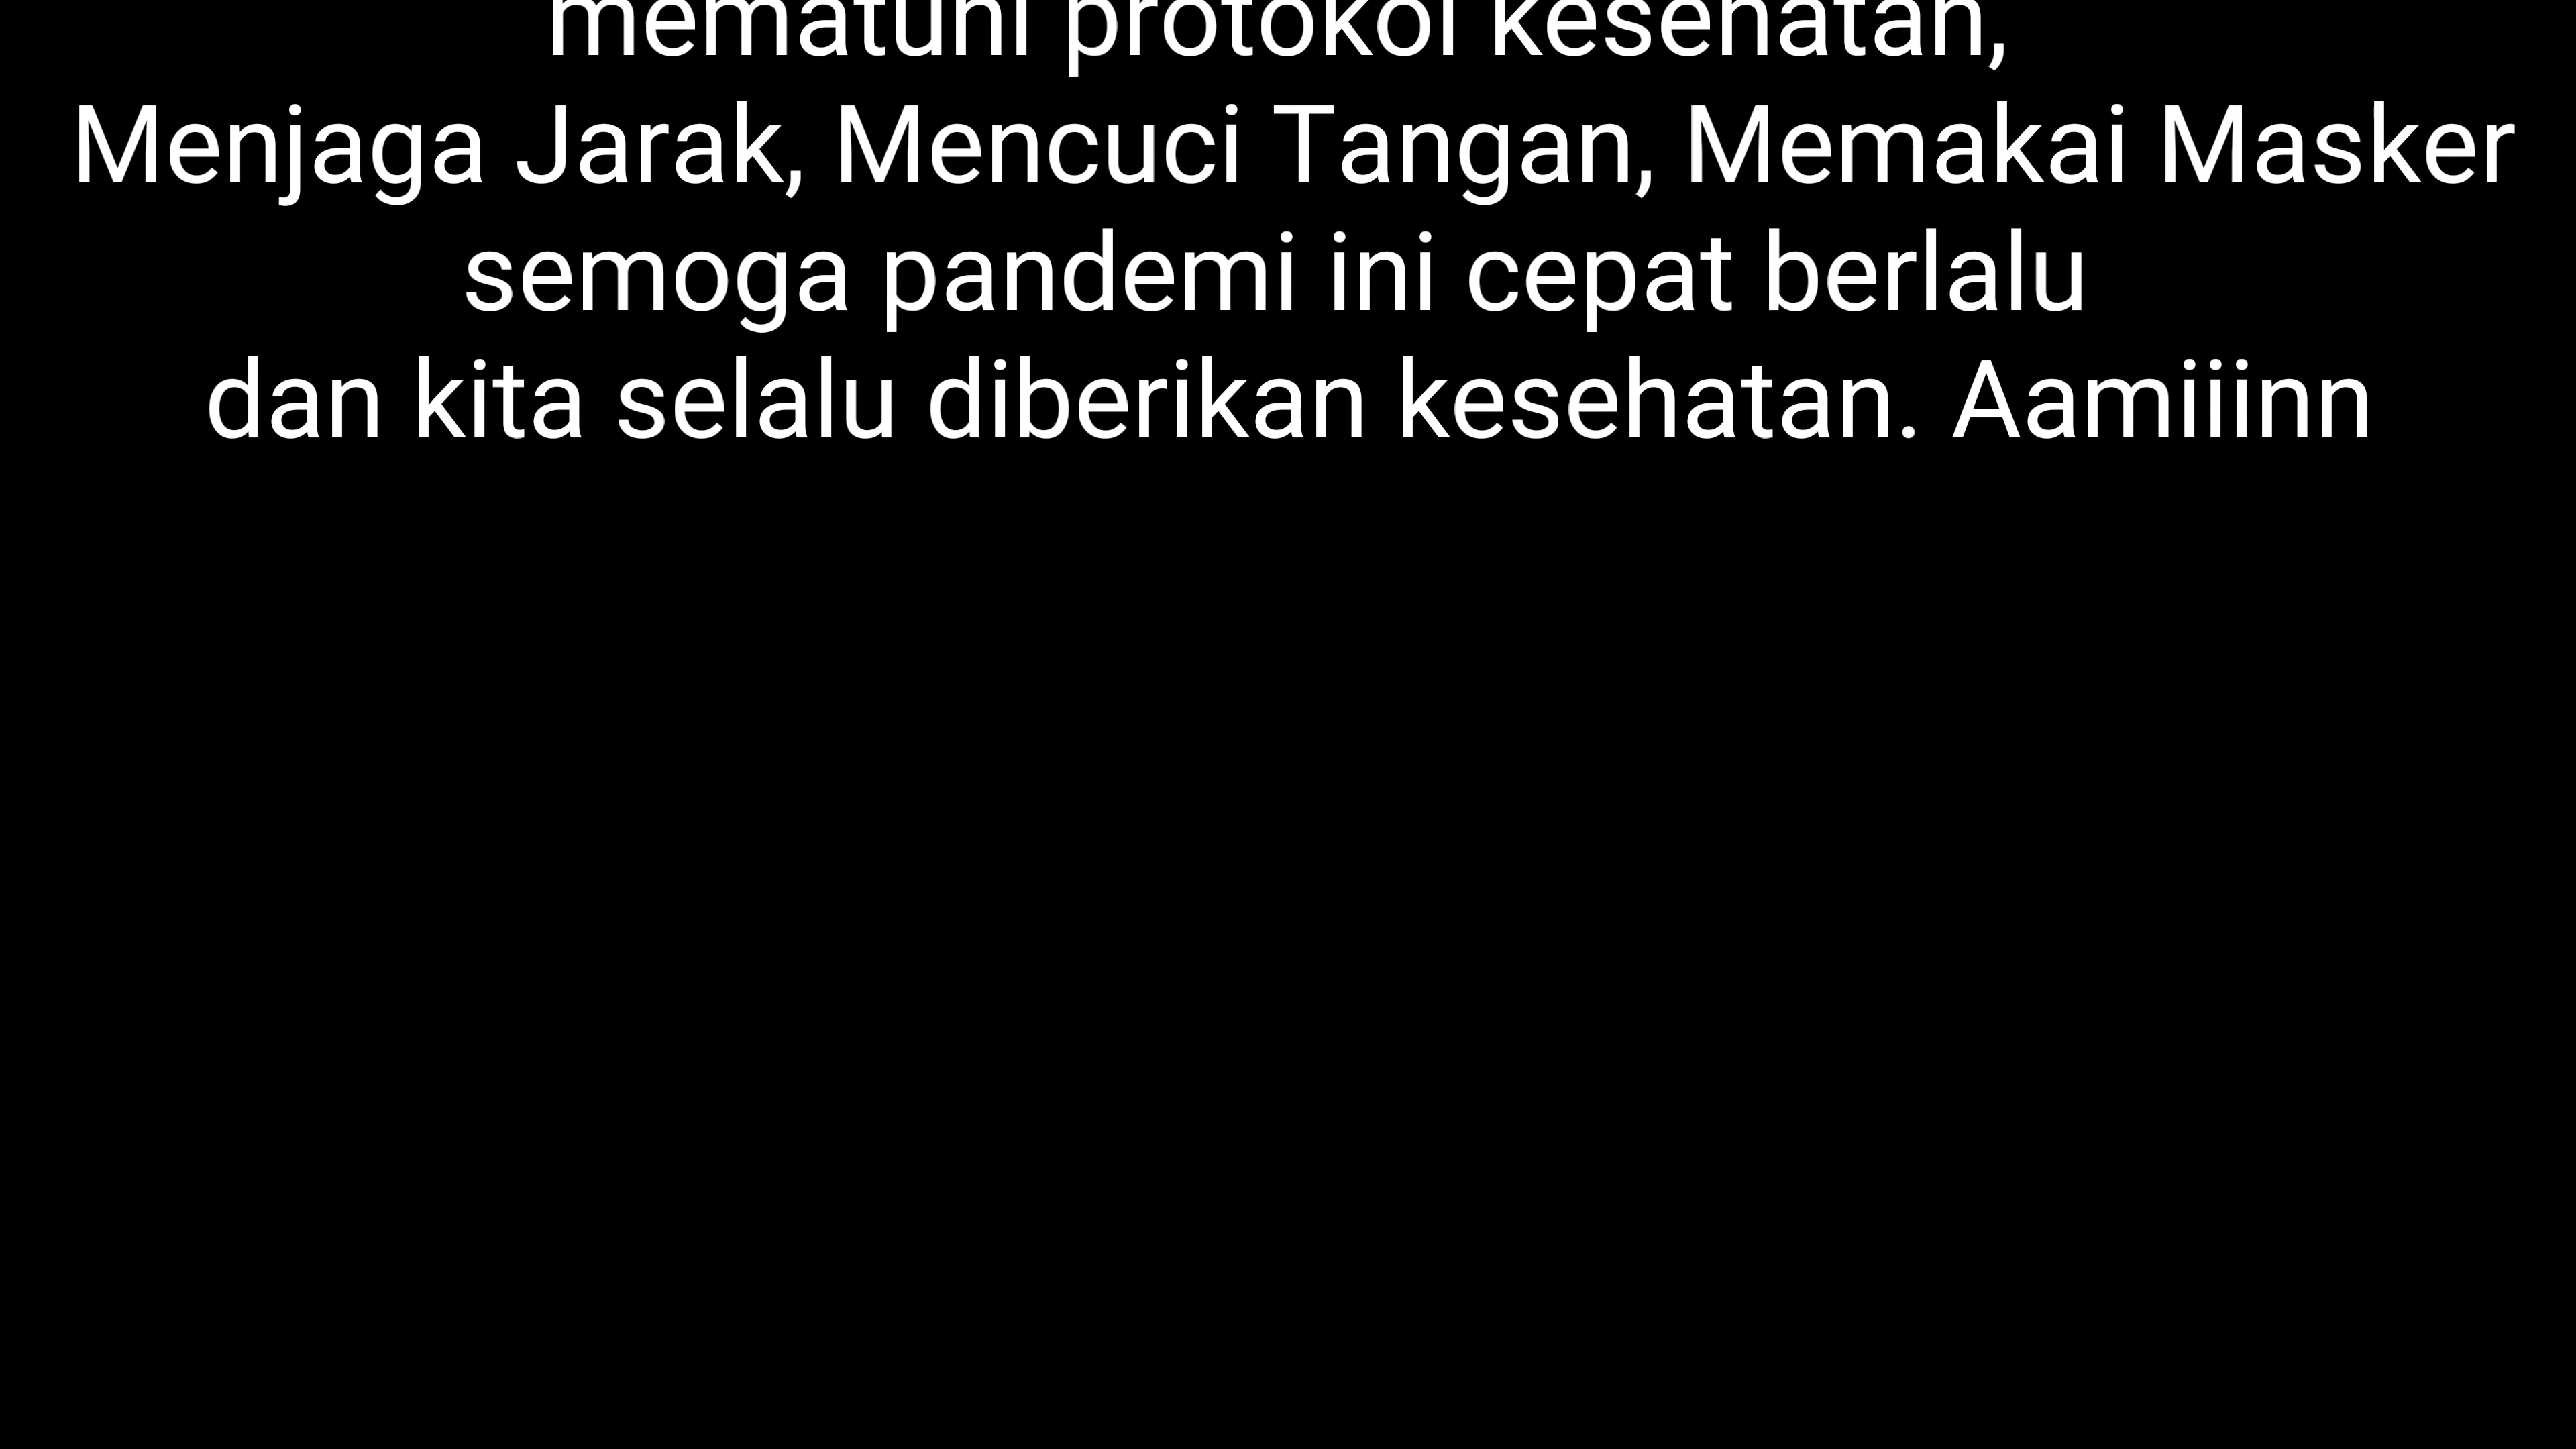 mematuhi protokol kesehatan,
Menjaga Jarak, Mencuci Tangan, Memakai Masker
semoga pandemi ini cepat berlalu
dan kita selalu diberikan kesehatan. Aamiiinn